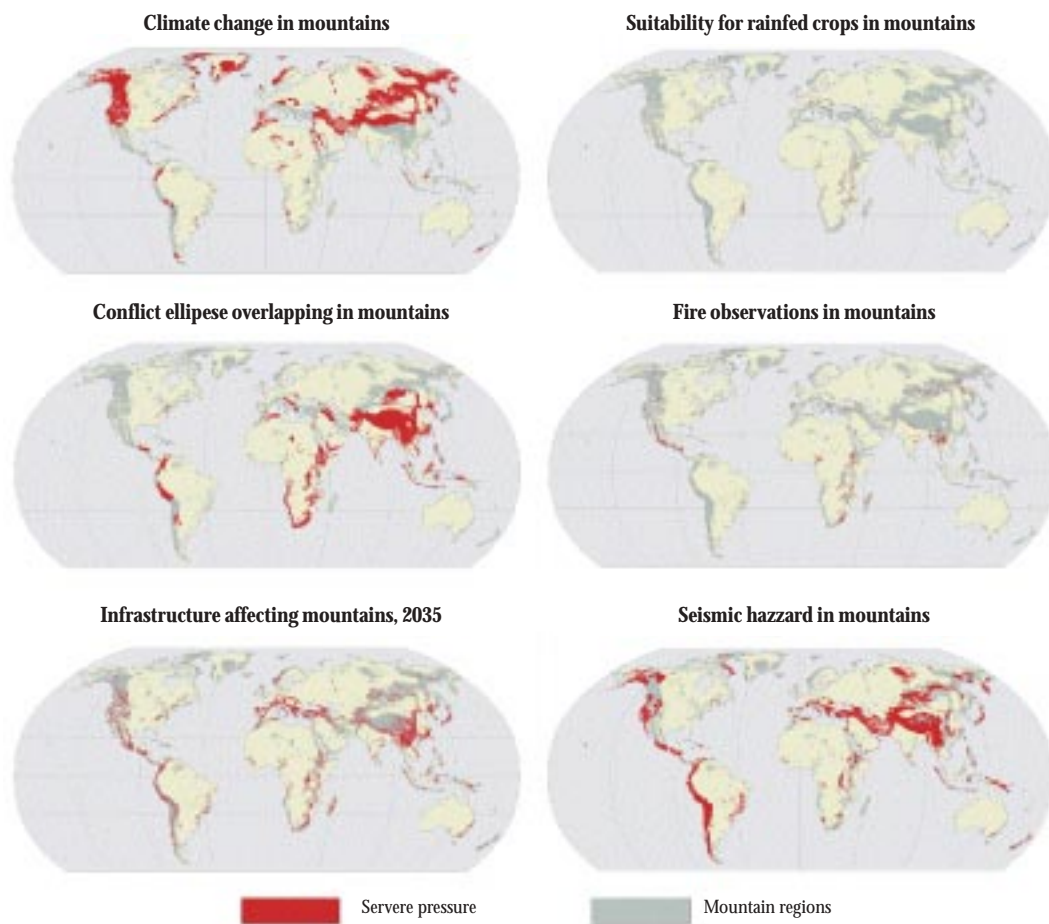 Climate change in mountains
Suitability for rainfed crops in mountains
Conflict ellipese overlapping in mountains
Fire observations in mountains
Infrastructure affecting mountains, 2035
Seismic hazzard in mountains
Servere pressure
Mountain regions